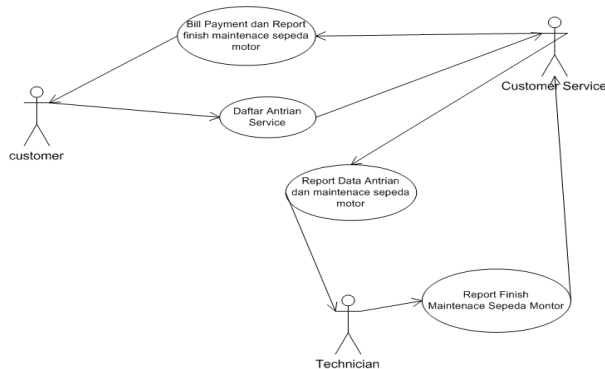 Bill Payment dan Report
finish maintenace sepeda
motor
Customer Service
Daftar Antrian
Service
customer
Report Data Antrian
dan maintenace sepeda
motor
Report Finish
Maintenace Sepeda Montor
Technician